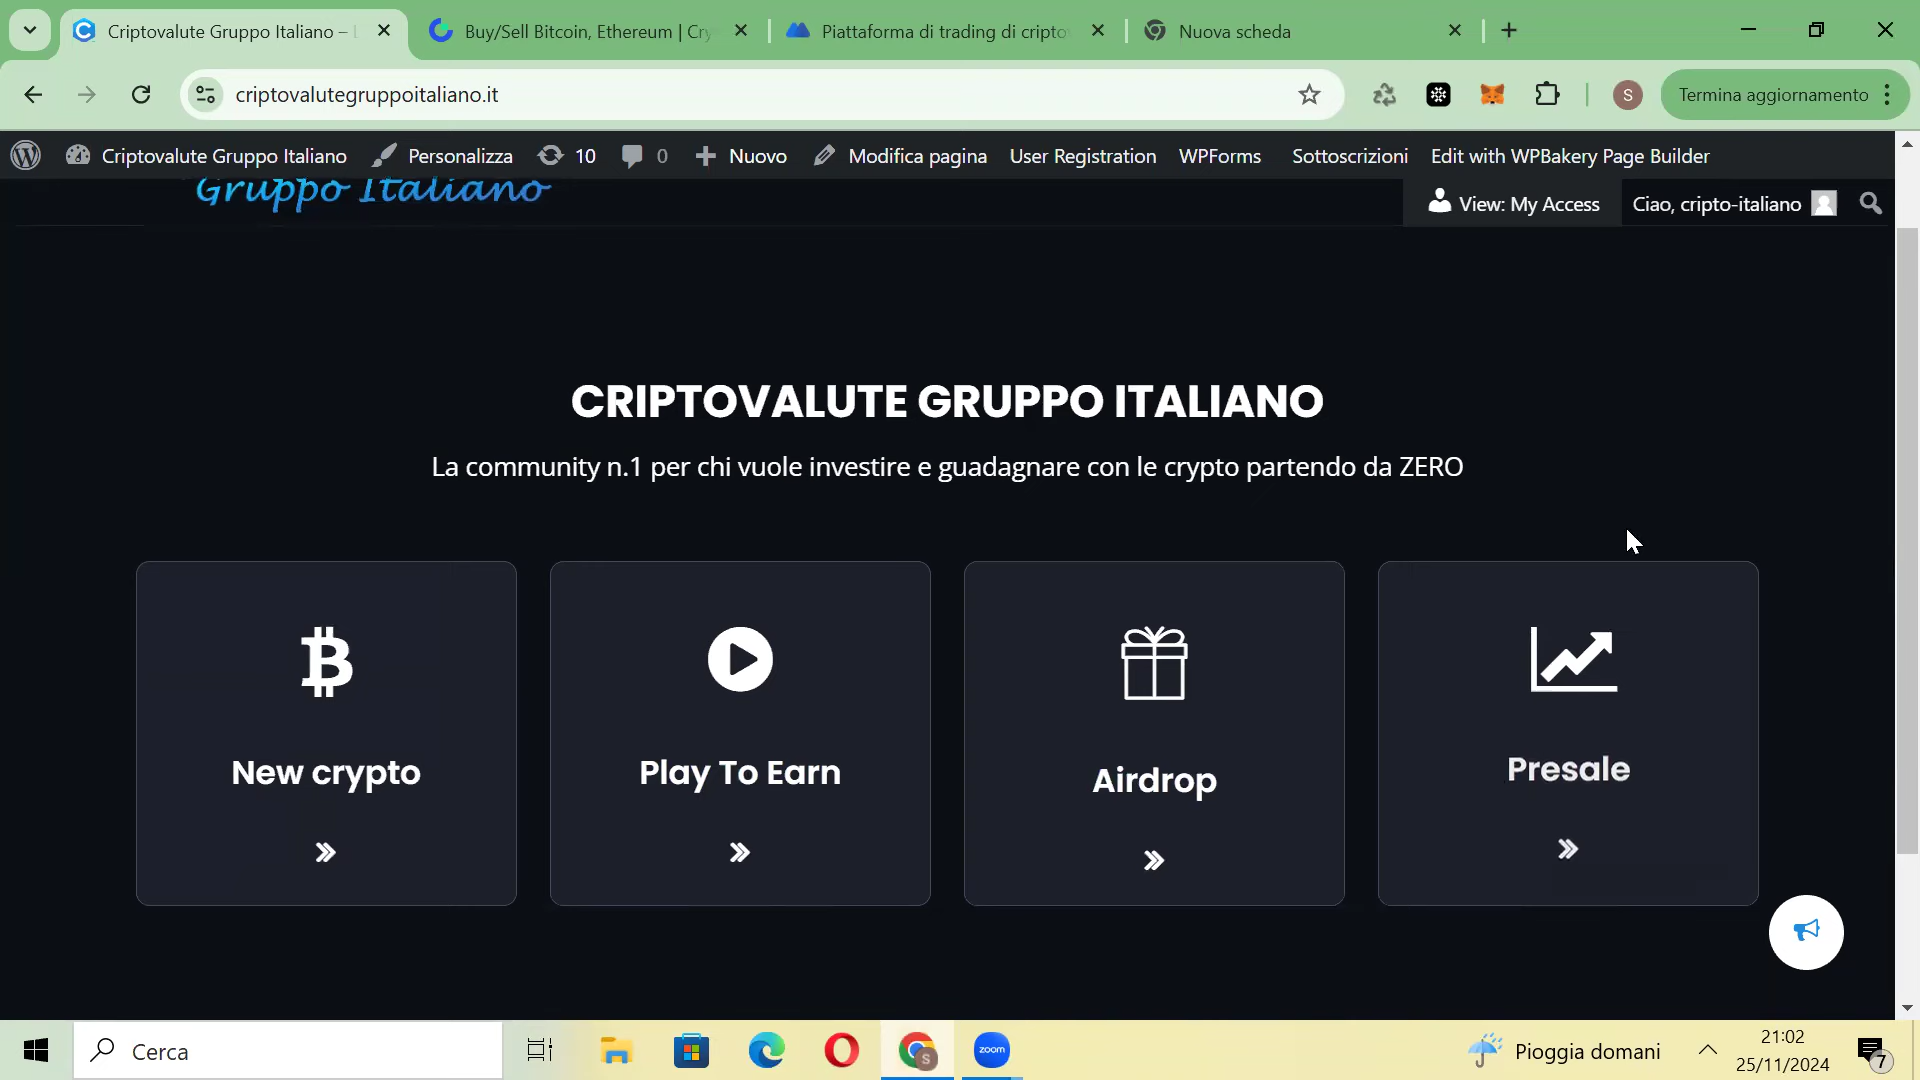 Criptovalute Gruppo Italiano –
Buy/Sell Bitcoin, Ethereum | Cry
Piattaforma di trading di cripto
Nuova scheda
criptovalutegruppoitaliano.it
S
Termina aggiornamento
Criptovalute Gruppo Italiano
Personalizza
10
0
Nuovo
Modifica pagina
User Registration
WPForms
Sottoscrizioni
Edit with WPBakery Page Builder
Gruppo Italiano
View: My Access
Ciao, cripto-italiano
CRIPTOVALUTE GRUPPO ITALIANO
La community n.1 per chi vuole investire e guadagnare con le crypto partendo da ZERO
New crypto
Play To Earn
Airdrop
Presale
Cerca
S
zoom
Pioggia domani
21:02
25/11/2024
7